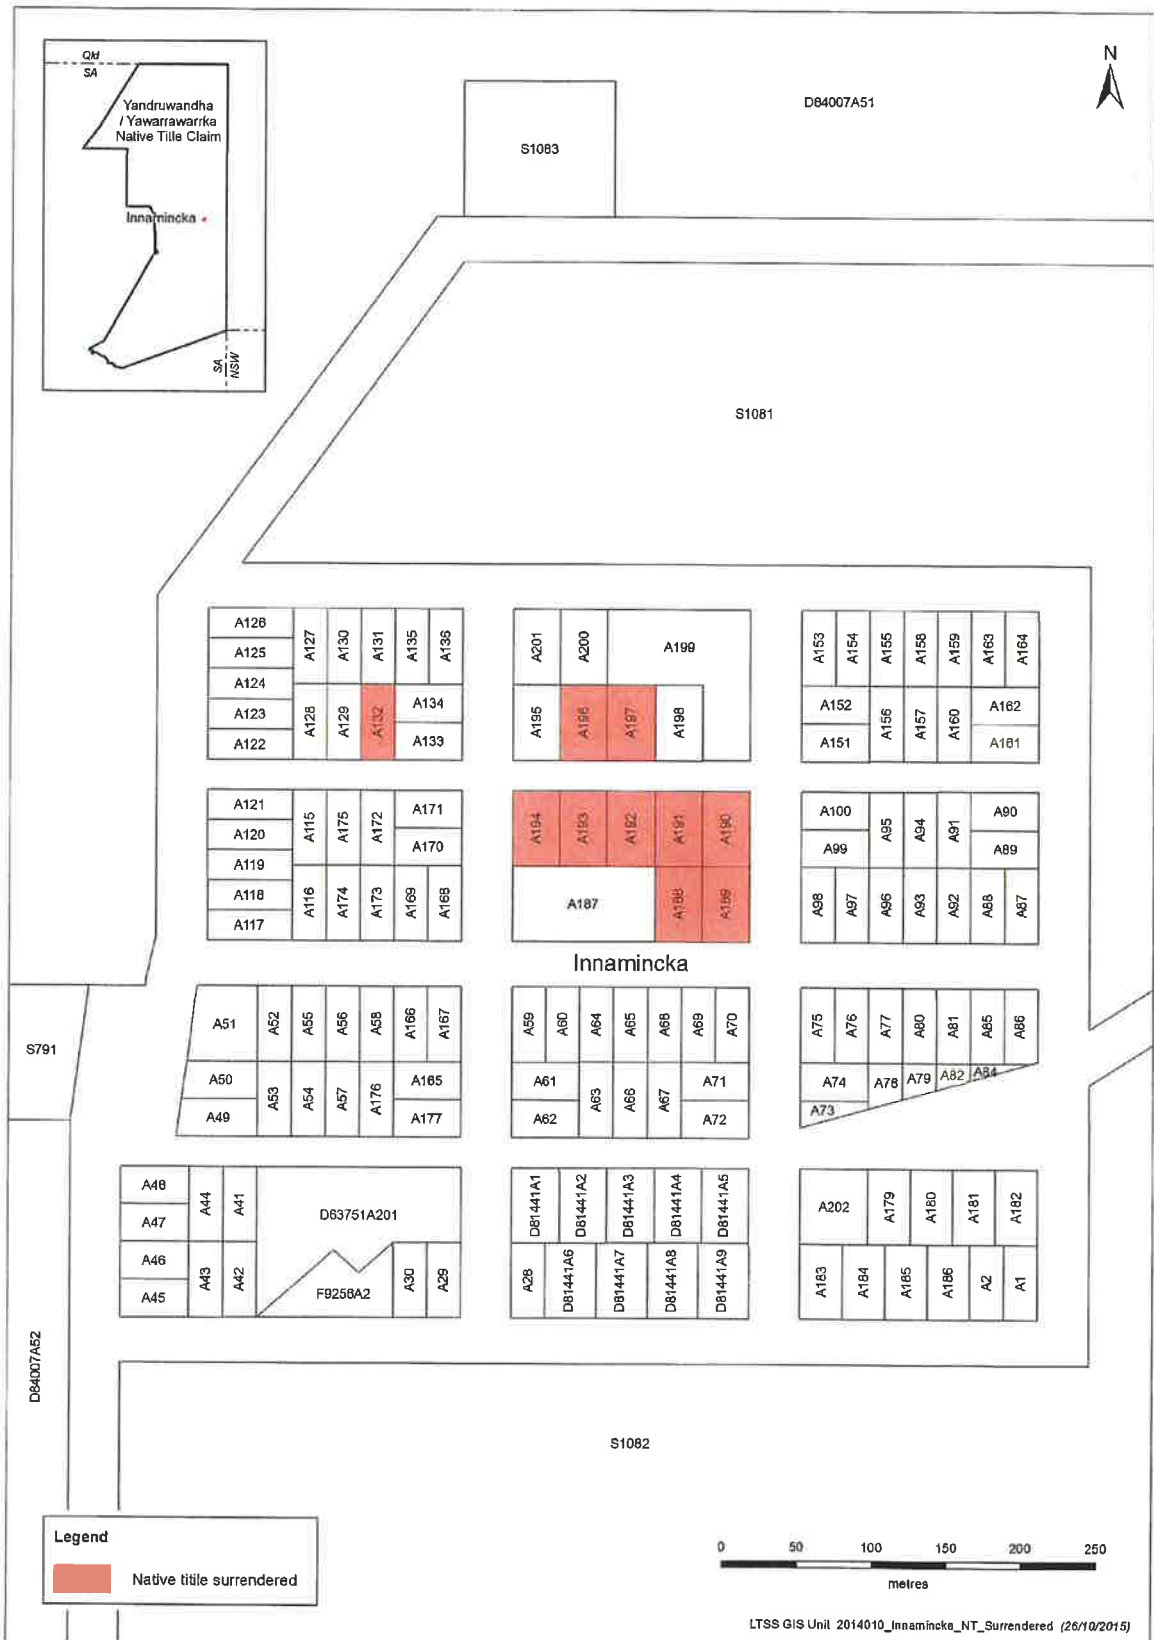 Qld
SA
Yandruwandha
/ Yawarrawarrka
Native Title Claim
Innamincka
SA
NSW
N
D84007A51
S1083
S1081
A126
A125
A124
A123
A122
A127
A130
A131
A135
A136
A128
A129
A132
A134
A133
A201
A200
A199
A195
A196
A197
A198
A153
A154
A155
A158
A159
A163
A164
A152
A151
A156
A157
A160
A162
A161
A121
A120
A119
A118
A117
A115
A175
A172
A171
A170
A116
A174
A173
A169
A168
A194
A193
A192
A191
A190
A187
A188
A189
A100
A99
A95
A94
A91
A90
A89
A98
A97
A96
A93
A92
A88
A87
Innamincka
S791
A51
A52
A55
A56
A58
A166
A167
A50
A49
A53
A54
A57
A176
A165
A177
A59
A60
A64
A65
A68
A69
A70
A61
A62
A63
A66
A67
A71
A72
A75
A76
A77
A80
A81
A85
A86
A74
A73
A78
A79
A82
A84
A48
A47
A46
A45
A44
A41
A43
A42
D63751A201
F9256A2
A30
A29
D81441A1
D81441A2
D81441A3
D81441A4
D81441A5
A28
D81441A6
D81441A7
D81441A8
D81441A9
A202
A179
A180
A181
A182
A183
A184
A185
A186
A2
A1
D84007A52
S1082
Legend
Native titile surrendered
0 50 100 150 200 250
metres
LTSS GIS Unit 2014010_Innamincka_NT_Surrendered (26/10/2015)